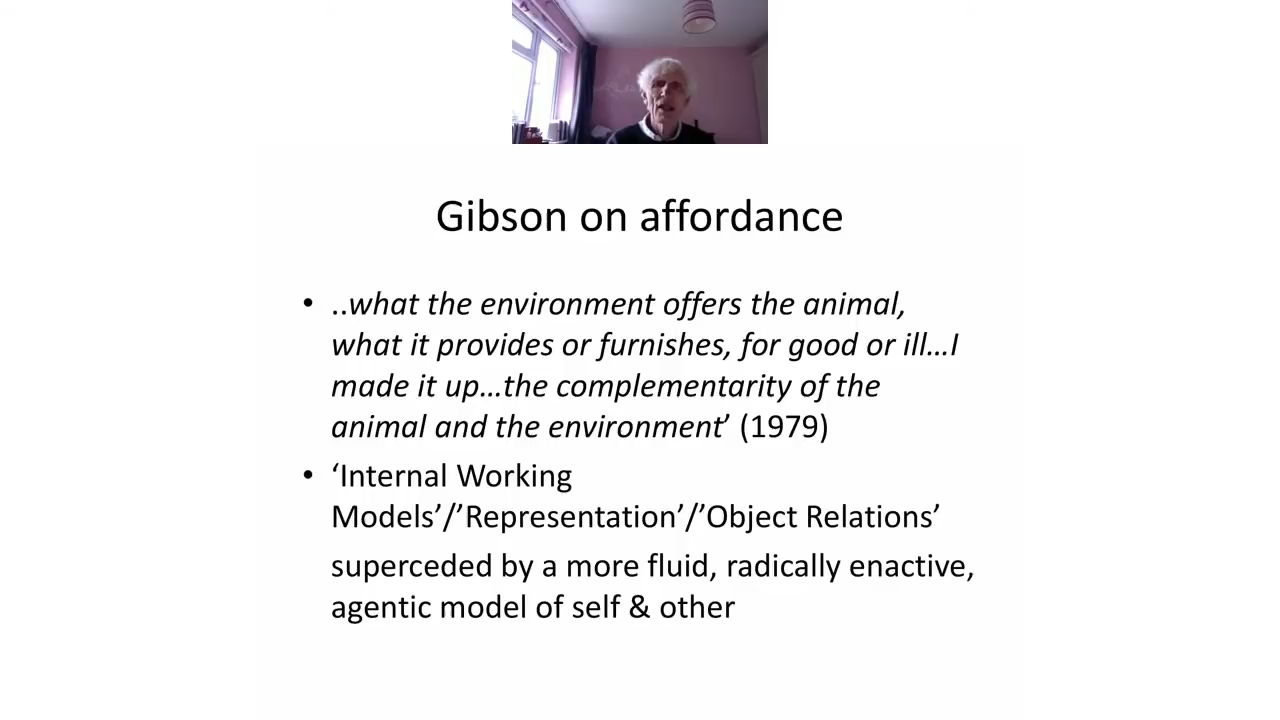 Gibson on affordance
• ..what the environment offers the animal,
what it provides or furnishes, for good or ill…I
made it up…the complementarity of the
animal and the environment’ (1979)
• ‘Internal Working
Models’/’Representation’/’Object Relations’
superceded by a more fluid, radically enactive,
agentic model of self & other